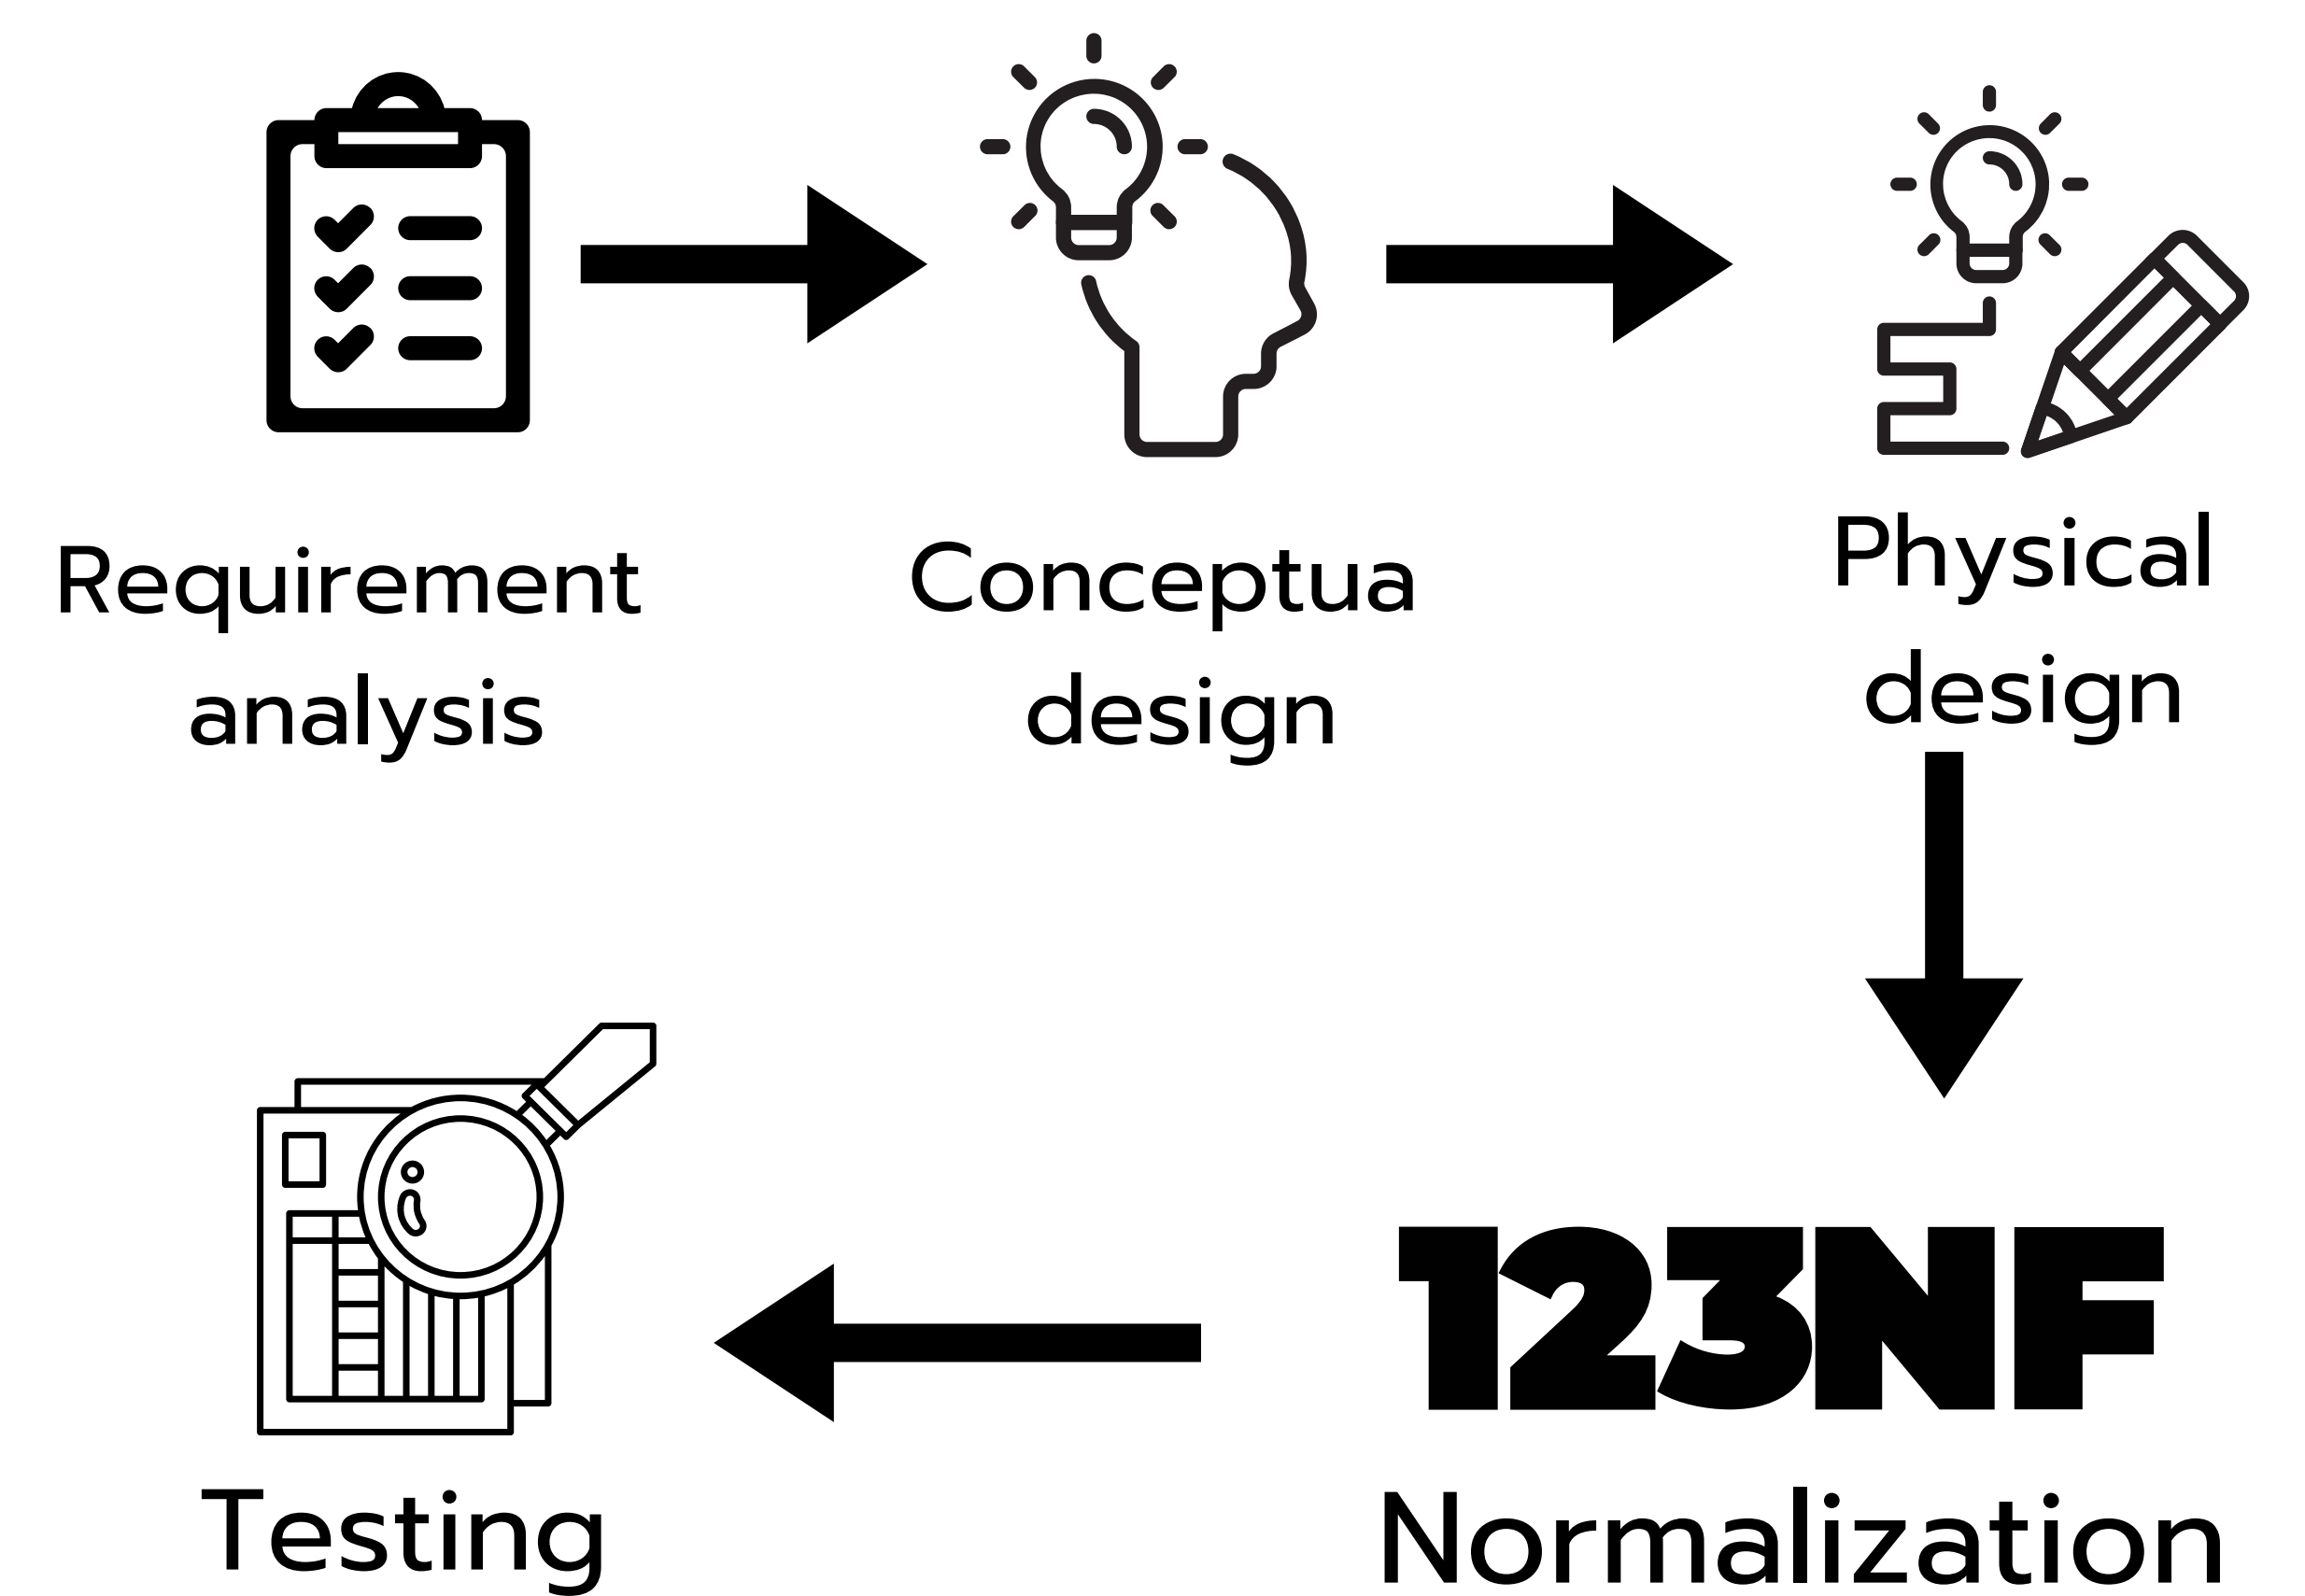 Requirement
analysis
Conceptua
design
Physical
design
123NF
Normalization
Testing